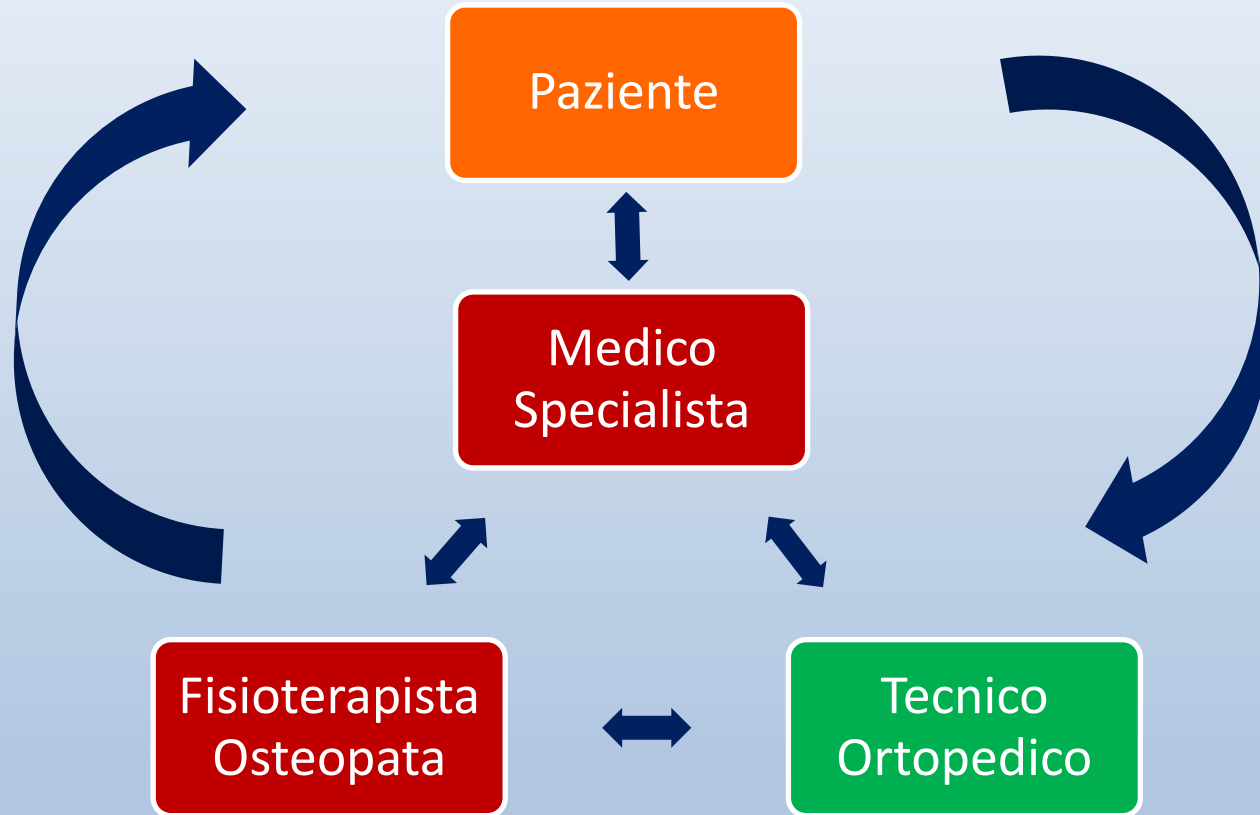 Paziente
Medico
Specialista
Fisioterapista
Osteopata
Tecnico
Ortopedico